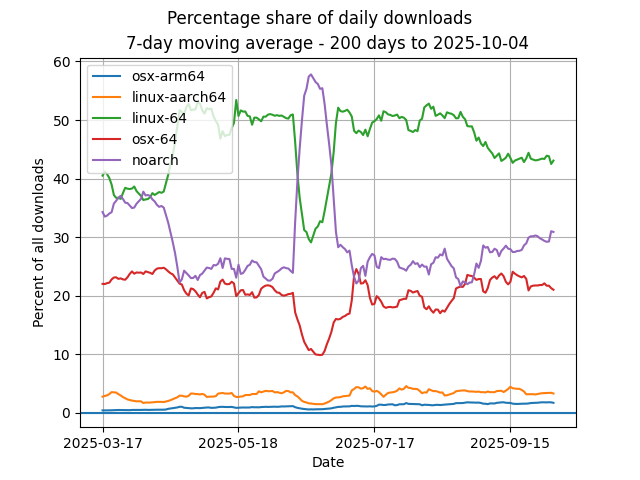 Percentage share of daily downloads
7-day moving average - 200 days to 2025-10-04
60
50
40
30
20
10
0
Percent of all downloads
osx-arm64
linux-aarch64
linux-64
osx-64
noarch
2025-03-17
2025-05-18
2025-07-17
2025-09-15
Date